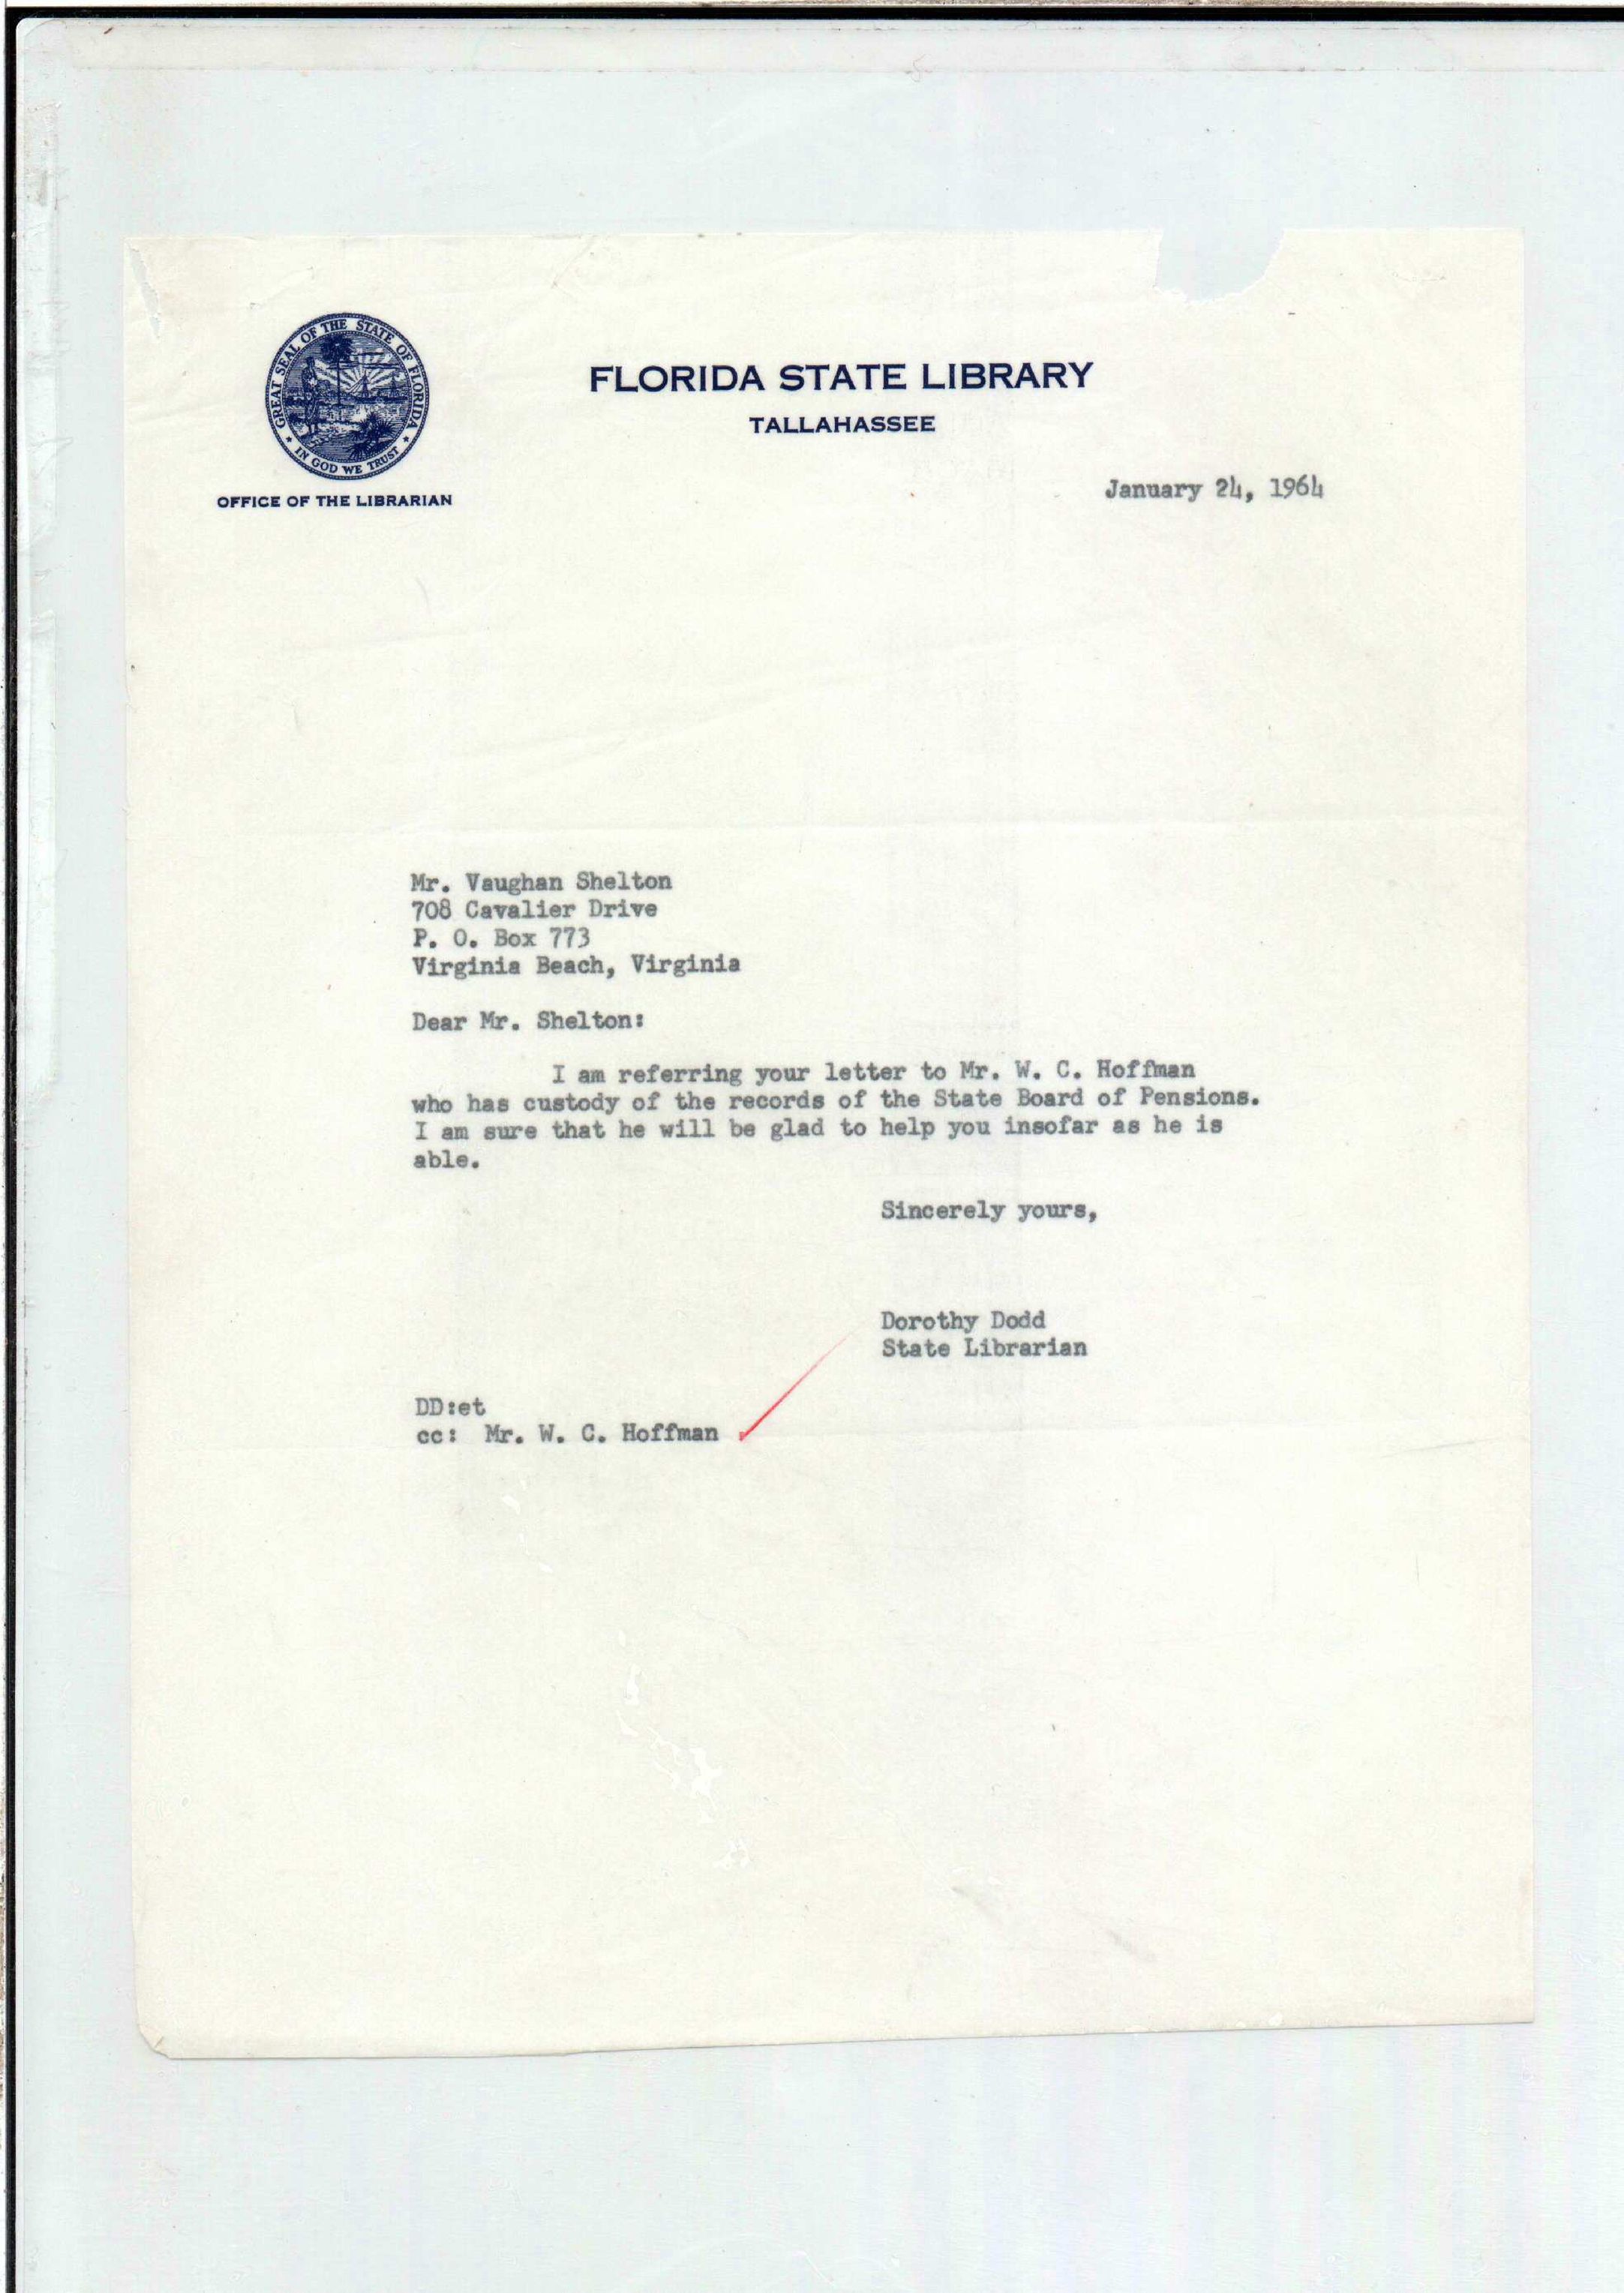 GREAT SEAL OF THE STATE OF FLORIDA
IN GOD WE TRUST
OFFICE OF THE LIBRARIAN
FLORIDA STATE LIBRARY
TALLAHASSEE
January 24, 1964
Mr. Vaughan Shelton
708 Cavalier Drive
P. O. Box 773
Virginia Beach, Virginia
Dear Mr. Shelton:
I am referring your letter to Mr. W. C. Hoffman
who has custody of the records of the State Board of Pensions.
I am sure that he will be glad to help you insofar as he is
able.
Sincerely yours,
Dorothy Dodd
State Librarian
DD:et
cc: Mr. W. C. Hoffman